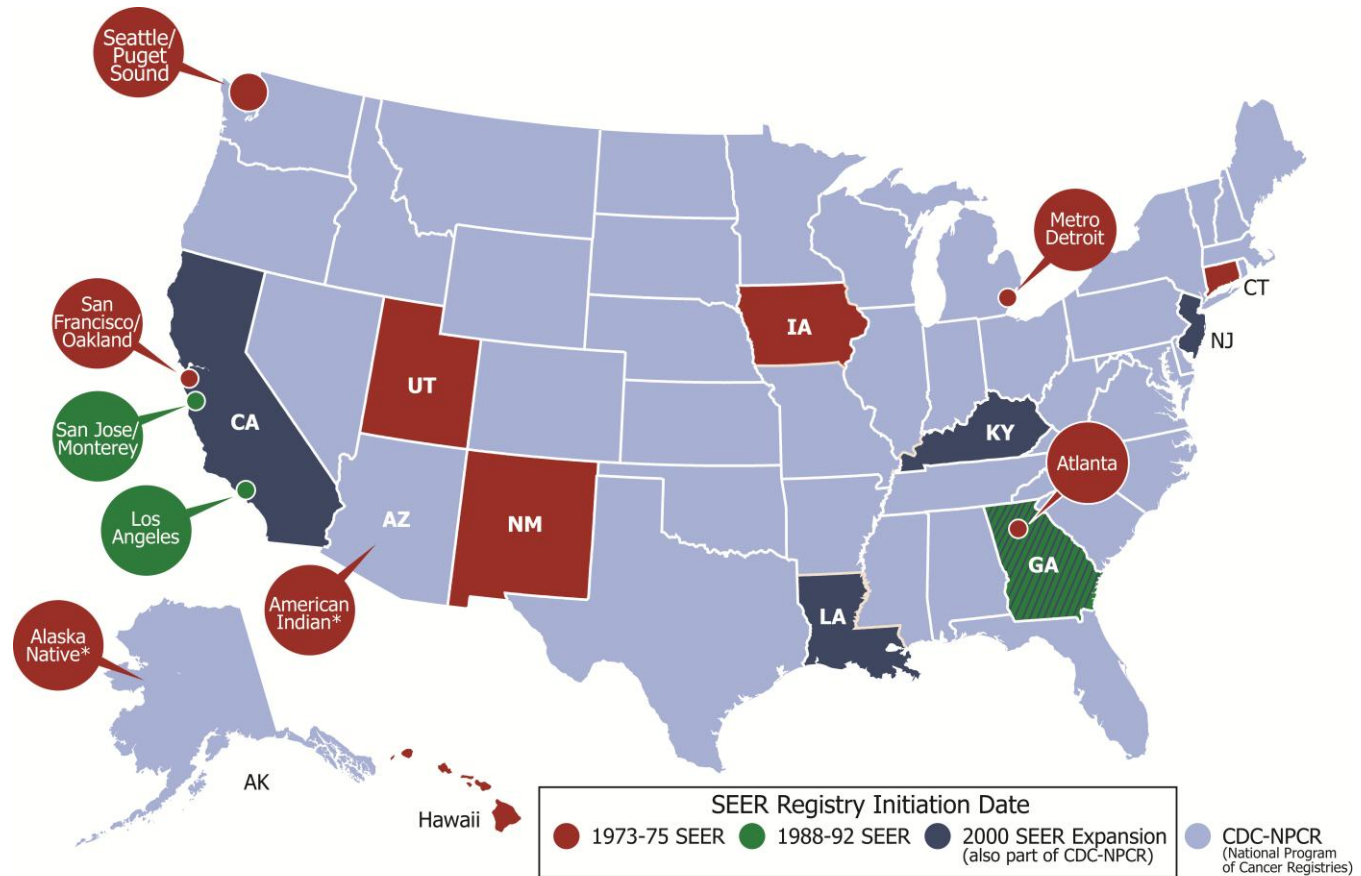 Seattle/
Puget
Sound
Metro
Detroit
CT
San
Francisco/
Oakland
IA
NJ
UT
San Jose/
Monterey
CA
KY
Atlanta
Los
Angeles
AZ
NM
GA
American
Indian*
LA
Alaska
Native*
AK
Hawaii
SEER Registry Initiation Date
1973-75 SEER
1988-92 SEER
2000 SEER Expansion
(also part of CDC-NPCR)
CDC-NPCR
(National Program
of Cancer Registries)